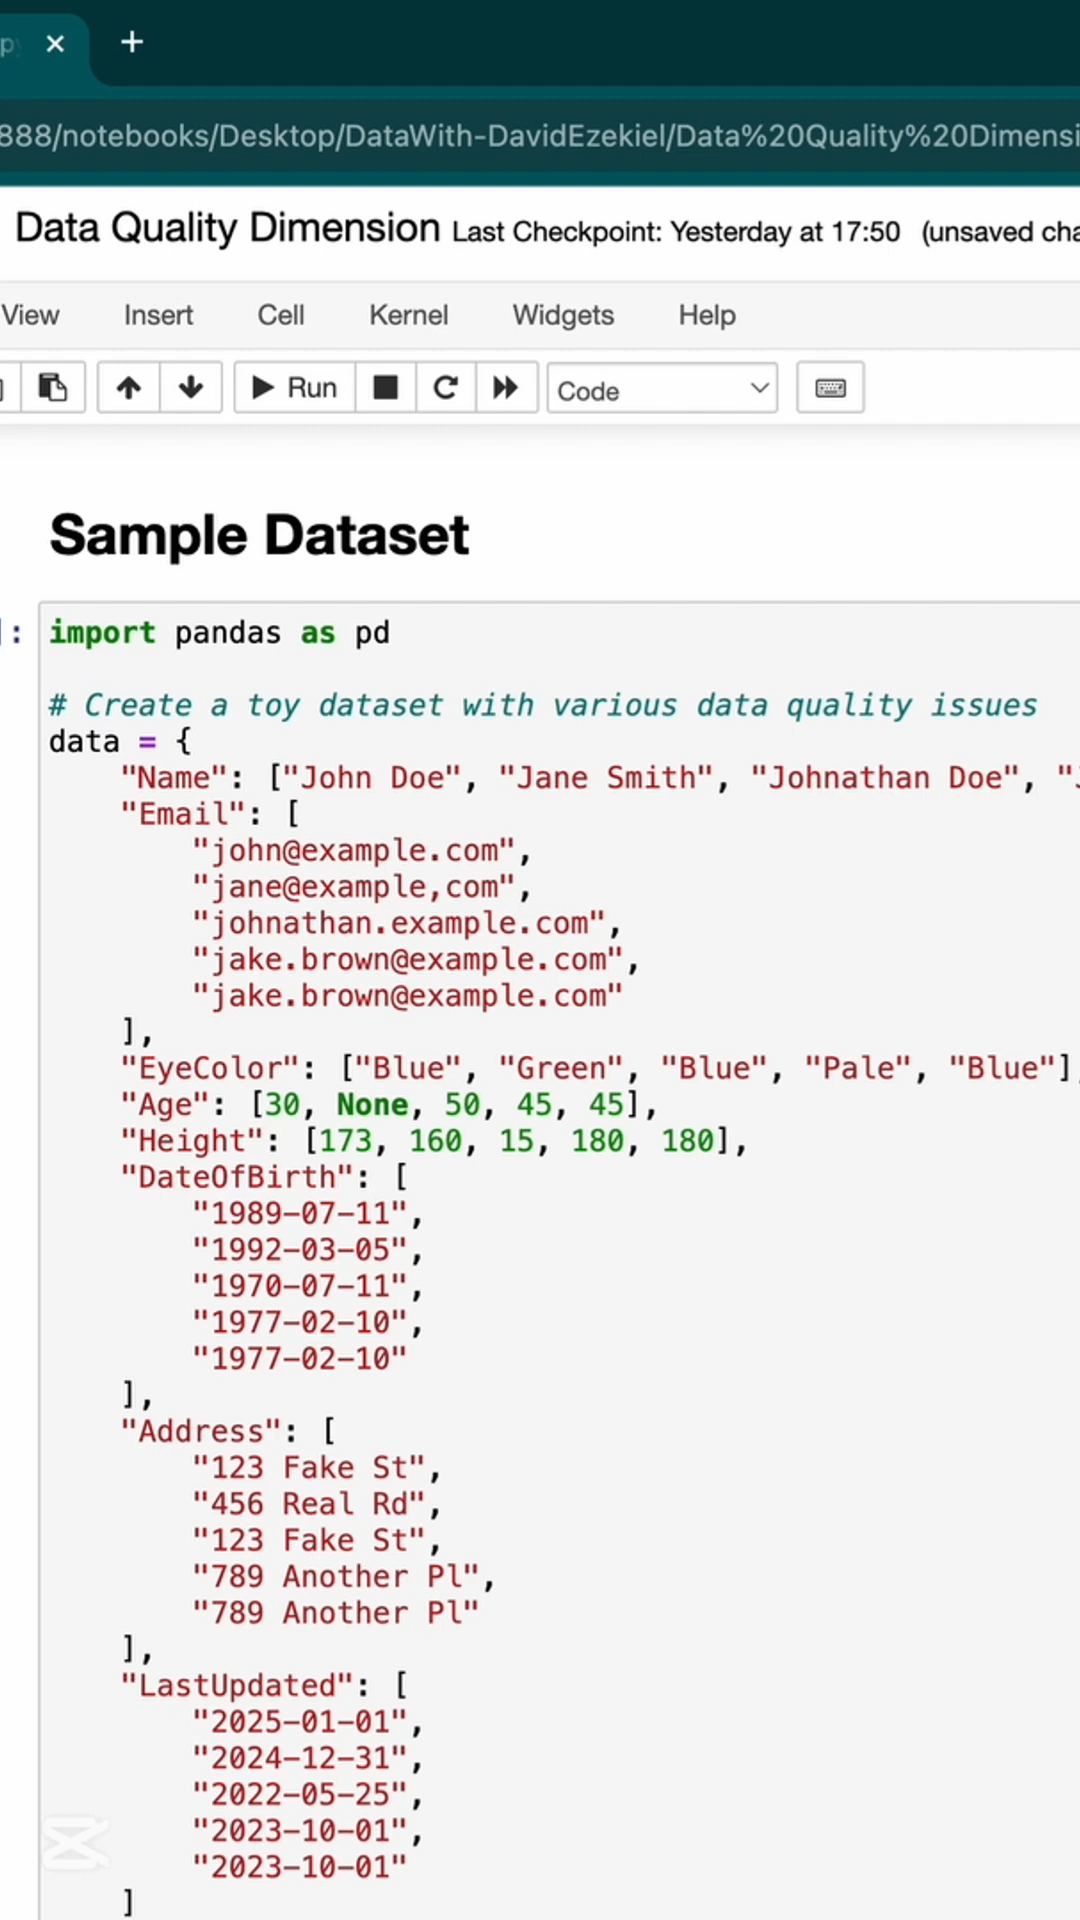 888/notebooks/Desktop/DataWith-DavidEzekiel/Data%20Quality%20Dimensi
Data Quality Dimension Last Checkpoint: Yesterday at 17:50 (unsaved cha
View Insert Cell Kernel Widgets Help
Run Code
Sample Dataset
]: import pandas as pd
# Create a toy dataset with various data quality issues
data = {
"Name": ["John Doe", "Jane Smith", "Johnathan Doe", "
"Email": [
"john@example.com",
"jane@example,com",
"johnathan.example.com",
"jake.brown@example.com",
"jake.brown@example.com"
],
"EyeColor": ["Blue", "Green", "Blue", "Pale", "Blue"],
"Age": [30, None, 50, 45, 45],
"Height": [173, 160, 15, 180, 180],
"DateOfBirth": [
"1989-07-11",
"1992-03-05",
"1970-07-11",
"1977-02-10",
"1977-02-10"
],
"Address": [
"123 Fake St",
"456 Real Rd",
"123 Fake St",
"789 Another Pl",
"789 Another Pl"
],
"LastUpdated": [
"2025-01-01",
"2024-12-31",
"2022-05-25",
"2023-10-01",
"2023-10-01"
]